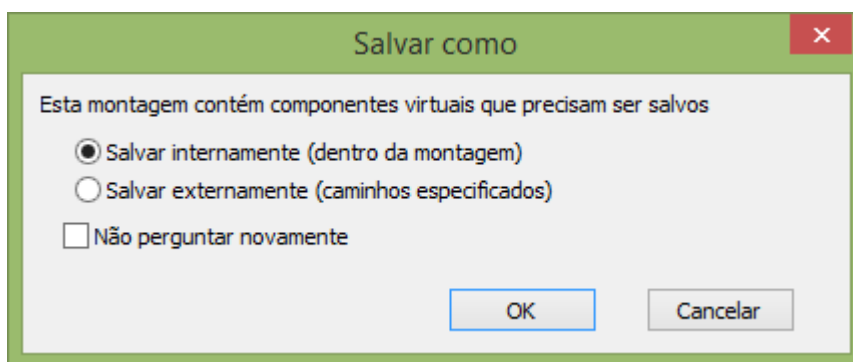 Salvar como
Esta montagem contém componentes virtuais que precisam ser salvos
Salvar internamente (dentro da montagem)
Salvar externamente (caminhos especificados)
Não perguntar novamente
OK
Cancelar